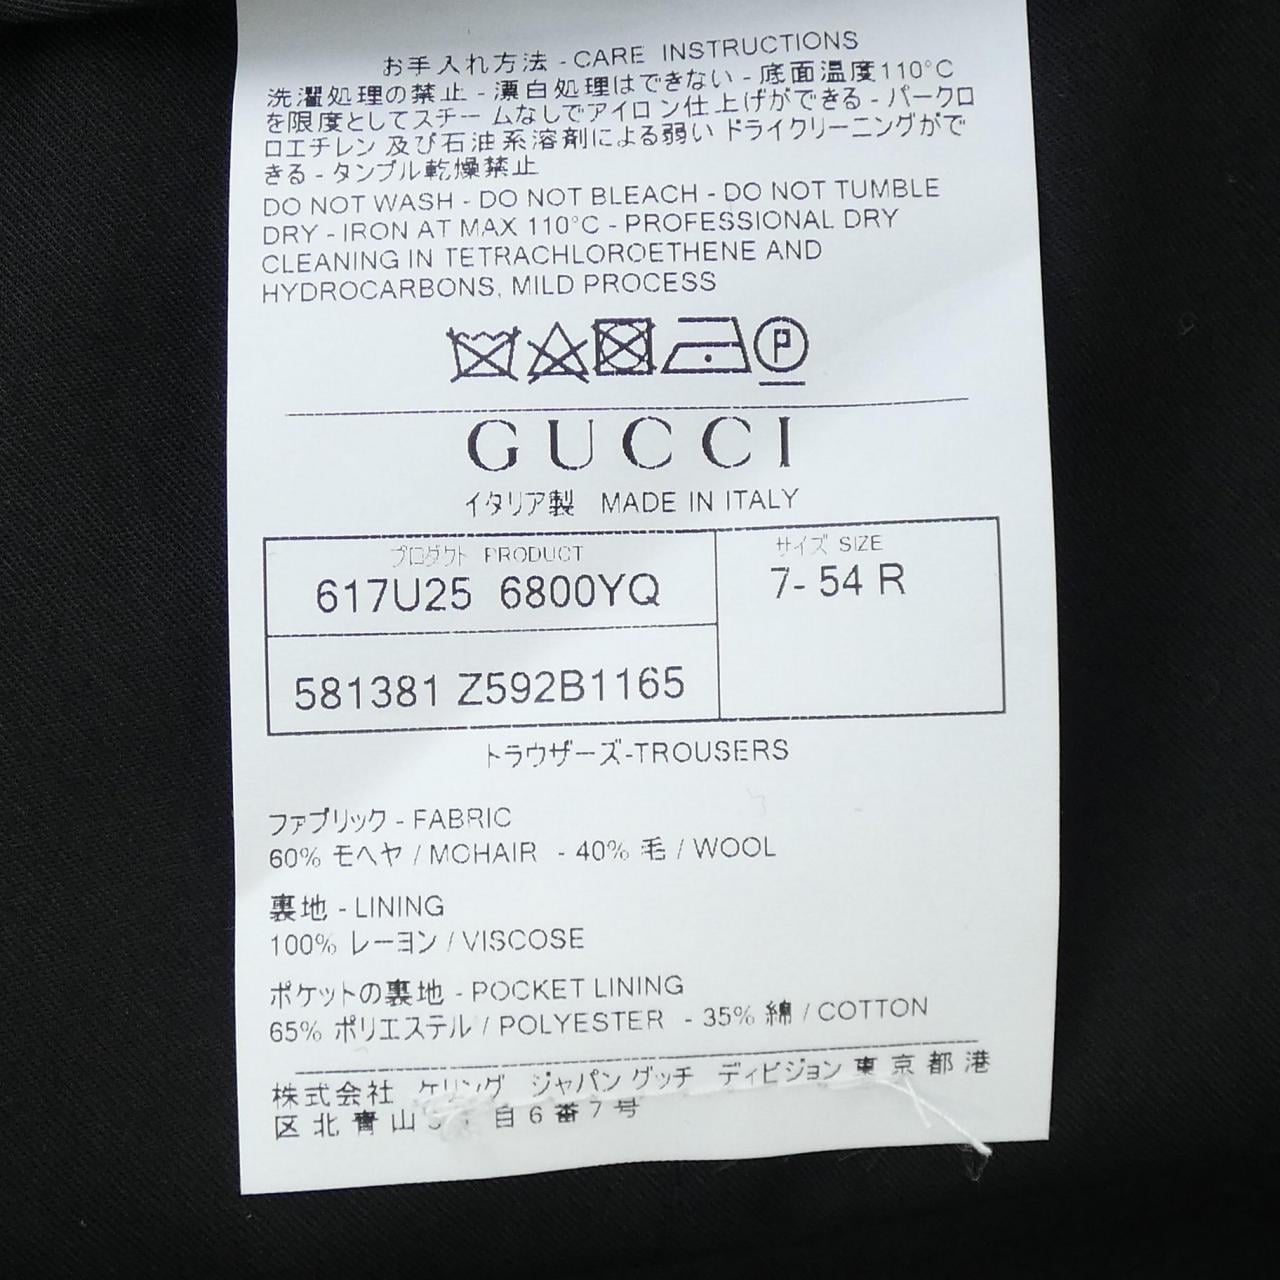 お手入れ方法 - CARE INSTRUCTIONS
洗濯処理の禁止 - 漂白処理はできない - 底面温度110°C
を限度としてスチームなしでアイロン仕上げができる - パークロ
ロエチレン 及び石油系溶剤による弱い ドライクリーニングがで
きる - タンブル乾燥禁止
DO NOT WASH - DO NOT BLEACH - DO NOT TUMBLE
DRY - IRON AT MAX 110°C - PROFESSIONAL DRY
CLEANING IN TETRACHLOROETHENE AND
HYDROCARBONS, MILD PROCESS
P
GUCCI
イタリア製 MADE IN ITALY
プロダクト PRODUCT
617U25 6800YQ
581381 Z592B1165
サイズ SIZE
7- 54 R
トラウザーズ-TROUSERS
ファブリック - FABRIC
60% モヘヤ / MOHAIR - 40% 毛 / WOOL
裏地 - LINING
100% レーヨン / VISCOSE
ポケットの裏地 - POCKET LINING
65% ポリエステル / POLYESTER - 35% 綿 / COTTON
株式会社 ケリング ジャパン グッチ ディビジョン 東京都港
区北青山 目6番7号